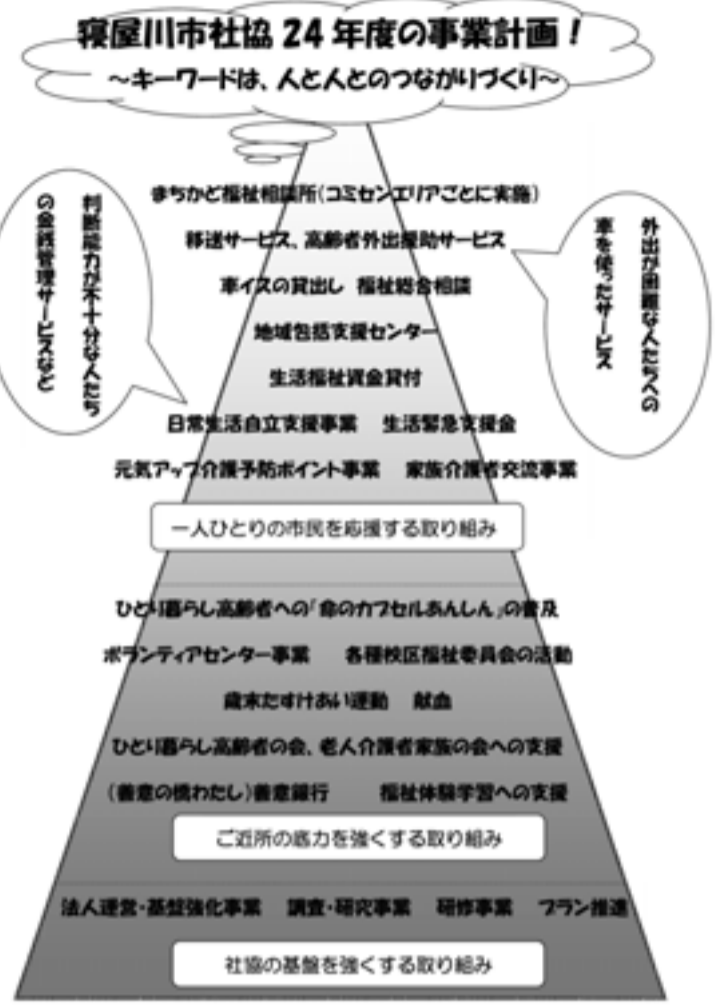 寝屋川市社協 24 年度の事業計画！
～キーワードは、人と人とのつながりづくり～
まちかど福祉相談所（コミセンエリアごとに実施）
移送サービス、高齢者外出援助サービス
車イスの貸出し 福祉総合相談
地域包括支援センター
生活福祉資金貸付
日常生活自立支援事業 生活緊急支援金
元気アップ介護予防ポイント事業 家族介護者交流事業
一人ひとりの市民を応援する取り組み
判断能力が不十分な人たち
の金銭管理サービスなど
外出が困難な人たちへの
車を使ったサービス
ひとり暮らし高齢者への「命のカプセルあんしん」の普及
ボランティアセンター事業 各種校区福祉委員会の活動
歳末たすけあい運動 献血
ひとり暮らし高齢者の会、老人介護者家族の会への支援
（善意の橋わたし）善意銀行 福祉体験学習への支援
ご近所の底力を強くする取り組み
法人運営・基盤強化事業 調査・研究事業 研修事業 プラン推進
社協の基盤を強くする取り組み